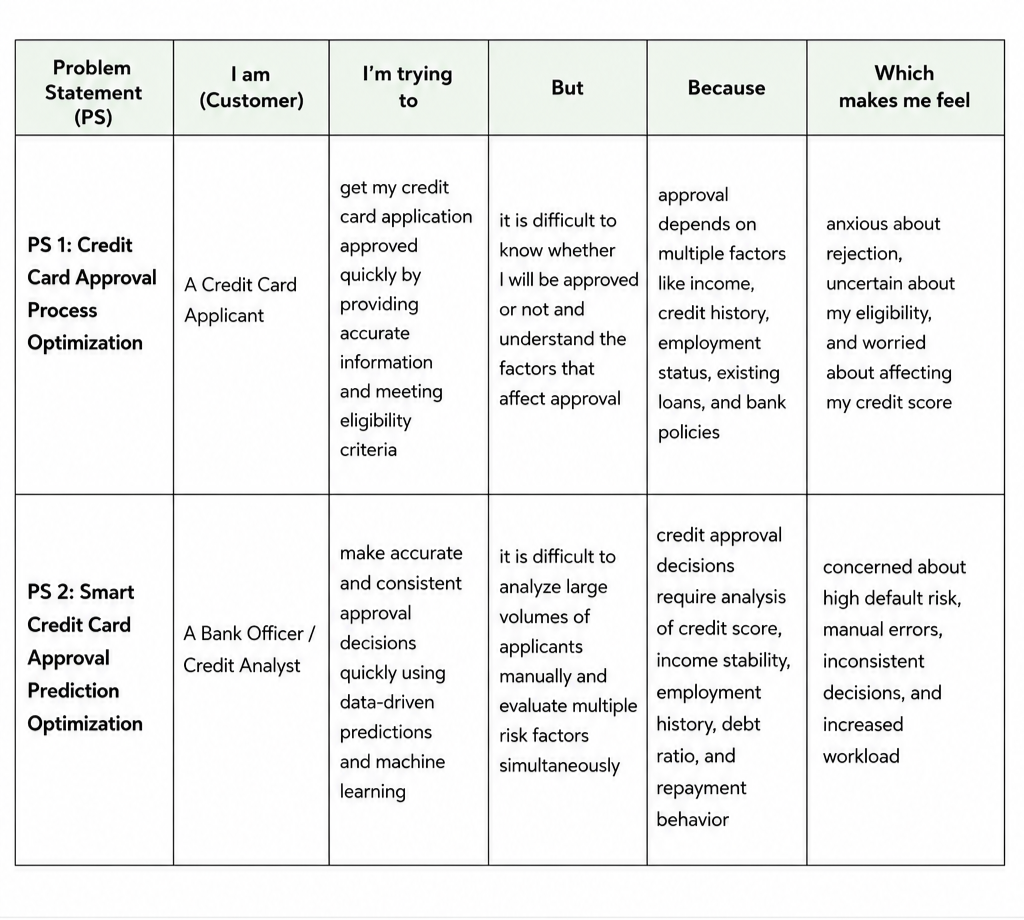 Problem
Statement
(PS)
I am
(Customer)
I'm trying
to
But
Because
Which
makes me feel
PS 1: Credit
Card Approval
Process
Optimization
A Credit Card
Applicant
get my credit
card application
approved
quickly by
providing
accurate
information
and meeting
eligibility
criteria
it is difficult to
know whether
I will be approved
or not and
understand the
factors that
affect approval
approval
depends on
multiple factors
like income,
credit history,
employment
status, existing
loans, and bank
policies
anxious about
rejection,
uncertain about
my eligibility,
and worried
about affecting
my credit score
PS 2: Smart
Credit Card
Approval
Prediction
Optimization
A Bank Officer /
Credit Analyst
make accurate
and consistent
approval
decisions
quickly using
data-driven
predictions
and machine
learning
it is difficult to
analyze large
volumes of
applicants
manually and
evaluate multiple
risk factors
simultaneously
credit approval
decisions
require analysis
of credit score,
income stability,
employment
history, debt
ratio, and
repayment
behavior
concerned about
high default risk,
manual errors,
inconsistent
decisions, and
increased
workload